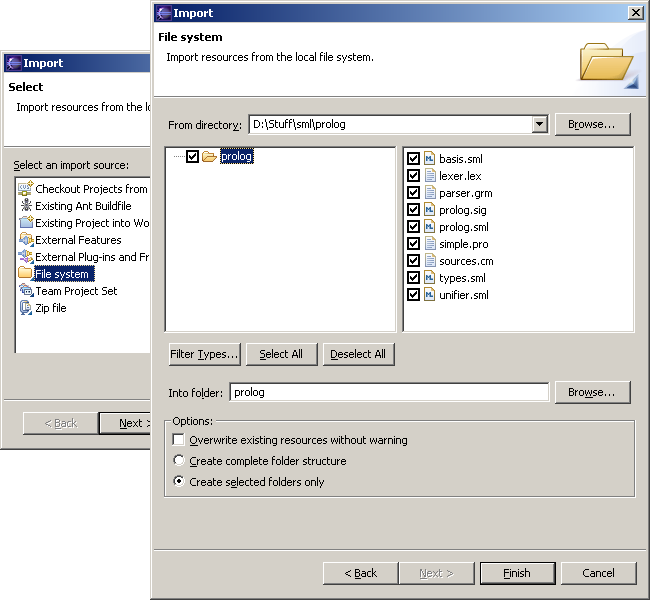 Import
Select
Import resources from the lo
Select an import source:
Checkout Projects from
Existing Ant Buildfile
Existing Project into Wo
External Features
External Plug-ins and Fr
File system
Team Project Set
Zip file
< Back
Next >
Import
File system
Import resources from the local file system.
From directory:
D:\Stuff\sml\prolog
Browse...
prolog
basis.sml
lexer.lex
parser.grm
prolog.sig
prolog.sml
simple.pro
sources.cm
types.sml
unifier.sml
Filter Types...
Select All
Deselect All
Into folder:
prolog
Browse...
Options:
Overwrite existing resources without warning
Create complete folder structure
Create selected folders only
< Back
Next >
Finish
Cancel